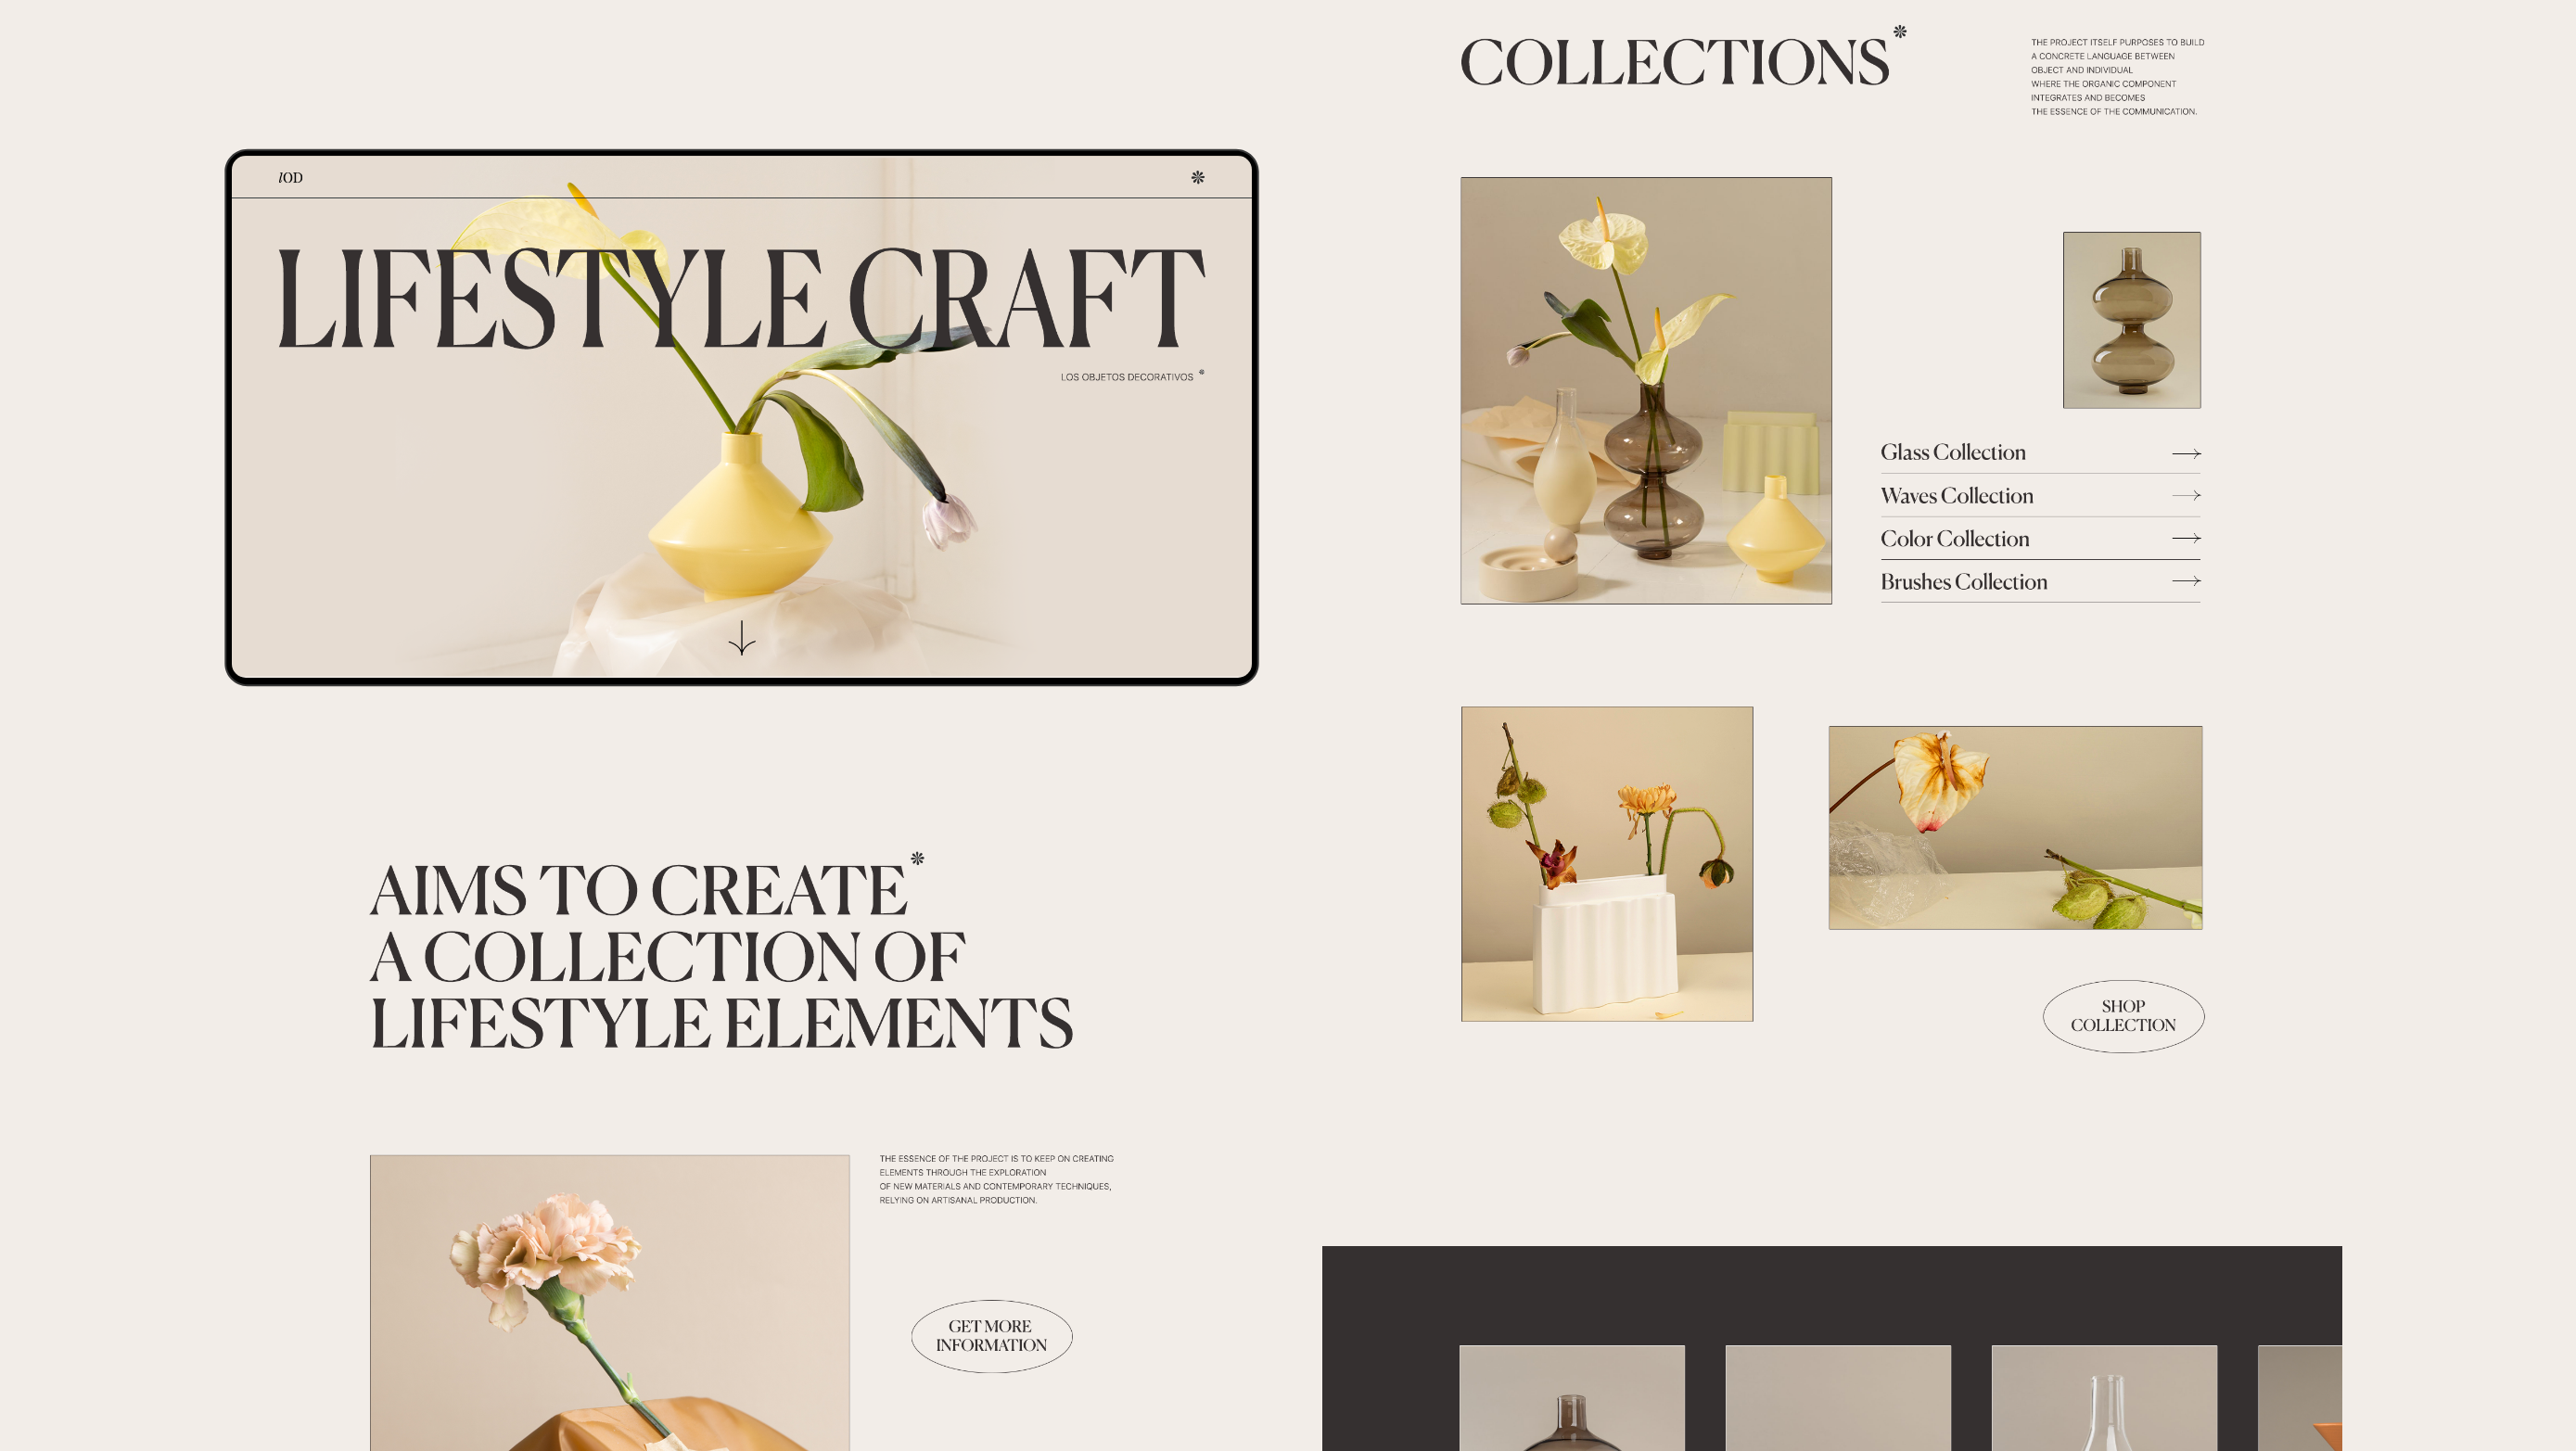 lOD
LIFESTYLE CRAFT
LOS OBJETOS DECORATIVOS *
AIMS TO CREATE*
A COLLECTION OF
LIFESTYLE ELEMENTS
THE ESSENCE OF THE PROJECT IS TO KEEP ON CREATING
ELEMENTS THROUGH THE EXPLORATION
OF NEW MATERIALS AND CONTEMPORARY TECHNIQUES,
RELYING ON ARTISANAL PRODUCTION.
GET MORE
INFORMATION
COLLECTIONS*
THE PROJECT ITSELF PURPOSES TO BUILD
A CONCRETE LANGUAGE BETWEEN
OBJECT AND INDIVIDUAL
WHERE THE ORGANIC COMPONENT
INTEGRATES AND BECOMES
THE ESSENCE OF THE COMMUNICATION.
Glass Collection
Waves Collection
Color Collection
Brushes Collection
SHOP
COLLECTION